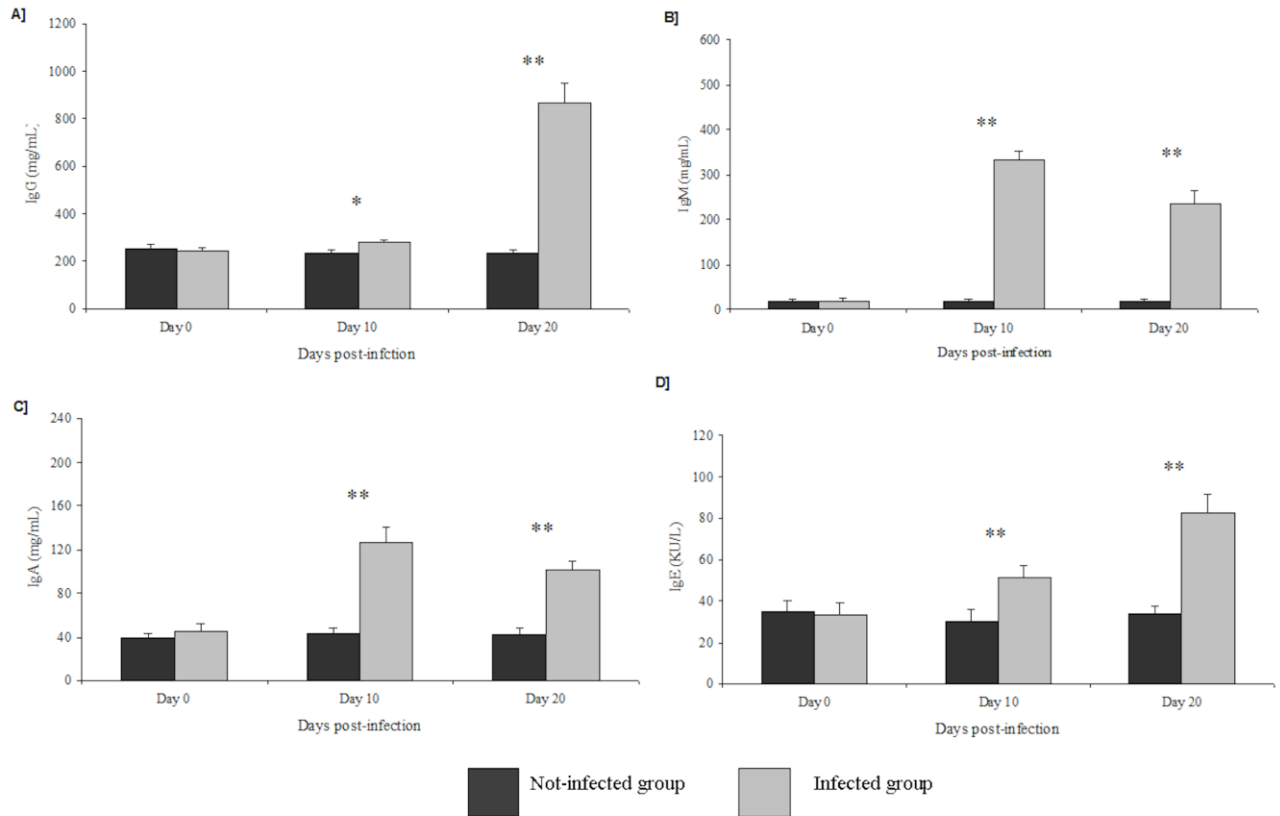 A]
1200
1000
800
600
400
200
0
IgG (mg/mL)
**
*
Day 0 Day 10 Day 20
Days post-infction
B]
600
500
400
300
200
100
0
IgM (mg/mL)
**
**
Day 0 Day 10 Day 20
Days post-infection
C]
240
200
160
120
80
40
0
IgA (mg/mL)
**
**
Day 0 Day 10 Day 20
Days post-infection
D]
120
100
80
60
40
20
0
IgE (KU/L)
**
**
Day 0 Day 10 Day 20
Days post-infection
Not-infected group Infected group